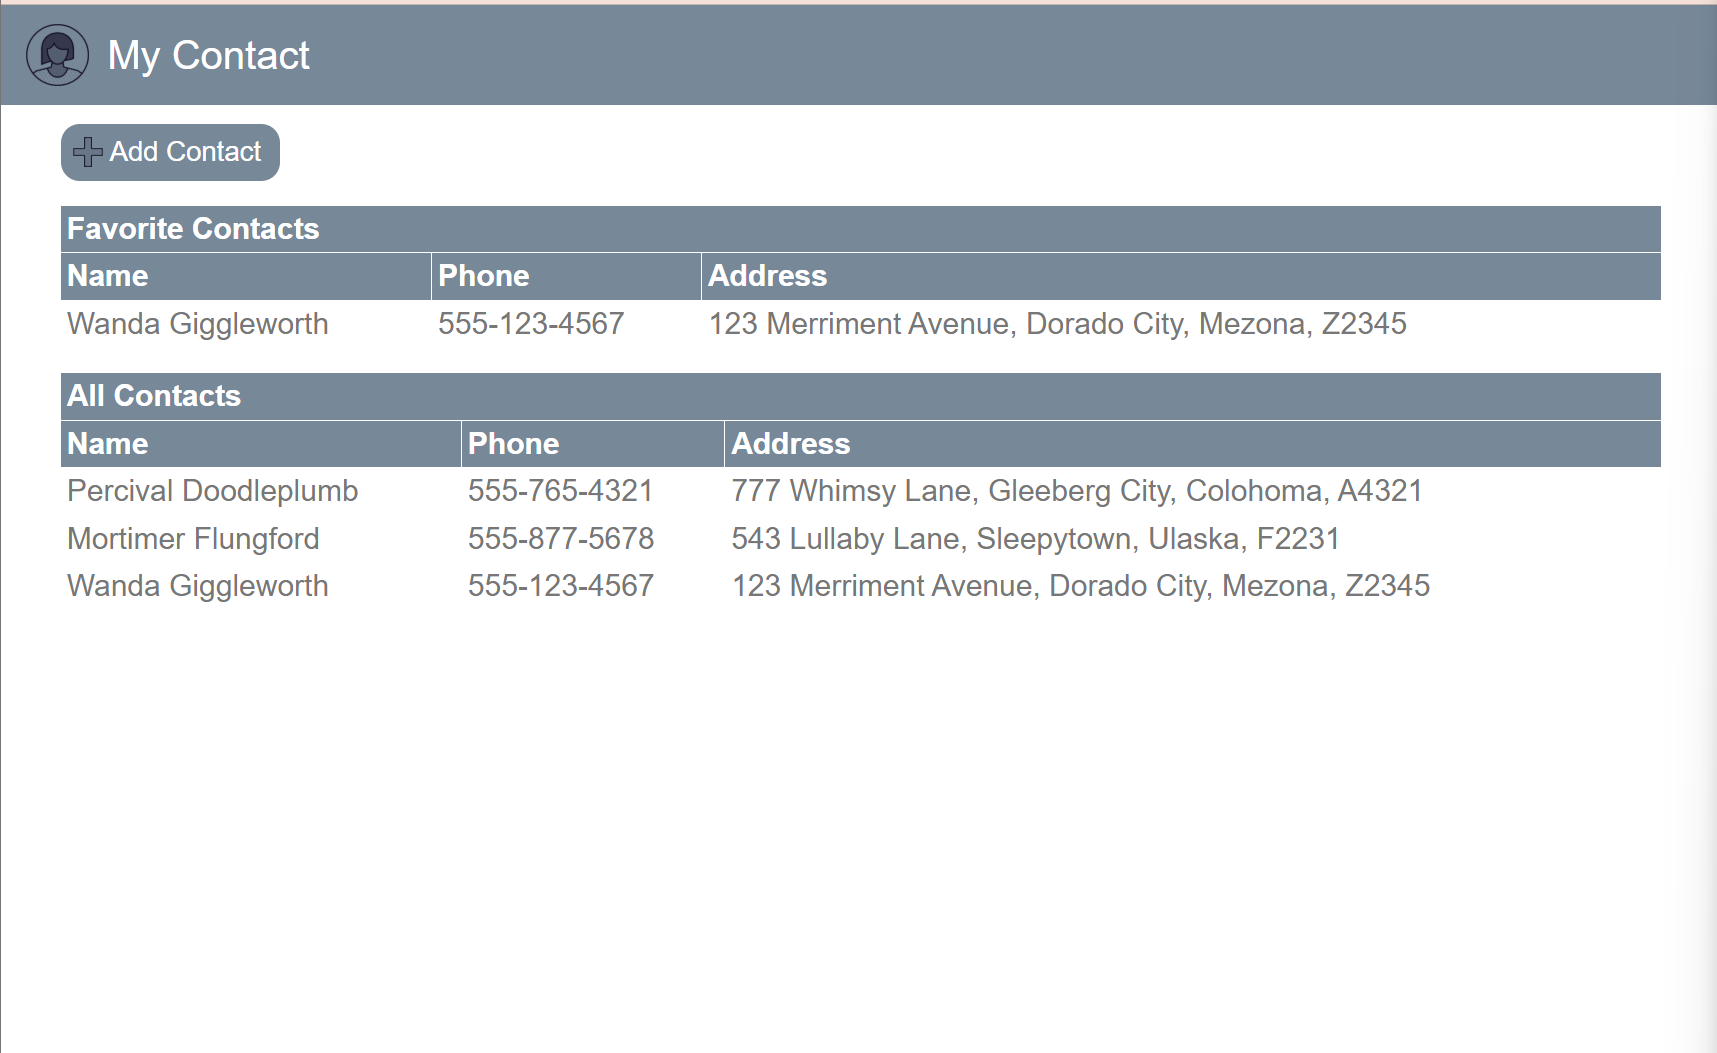 My Contact
Add Contact
Favorite Contacts
Name Phone Address
Wanda Giggleworth 555-123-4567 123 Merriment Avenue, Dorado City, Mezona, Z2345
All Contacts
Name Phone Address
Percival Doodleplumb 555-765-4321 777 Whimsy Lane, Gleeberg City, Colohoma, A4321
Mortimer Flungford 555-877-5678 543 Lullaby Lane, Sleepytown, Ulaska, F2231
Wanda Giggleworth 555-123-4567 123 Merriment Avenue, Dorado City, Mezona, Z2345